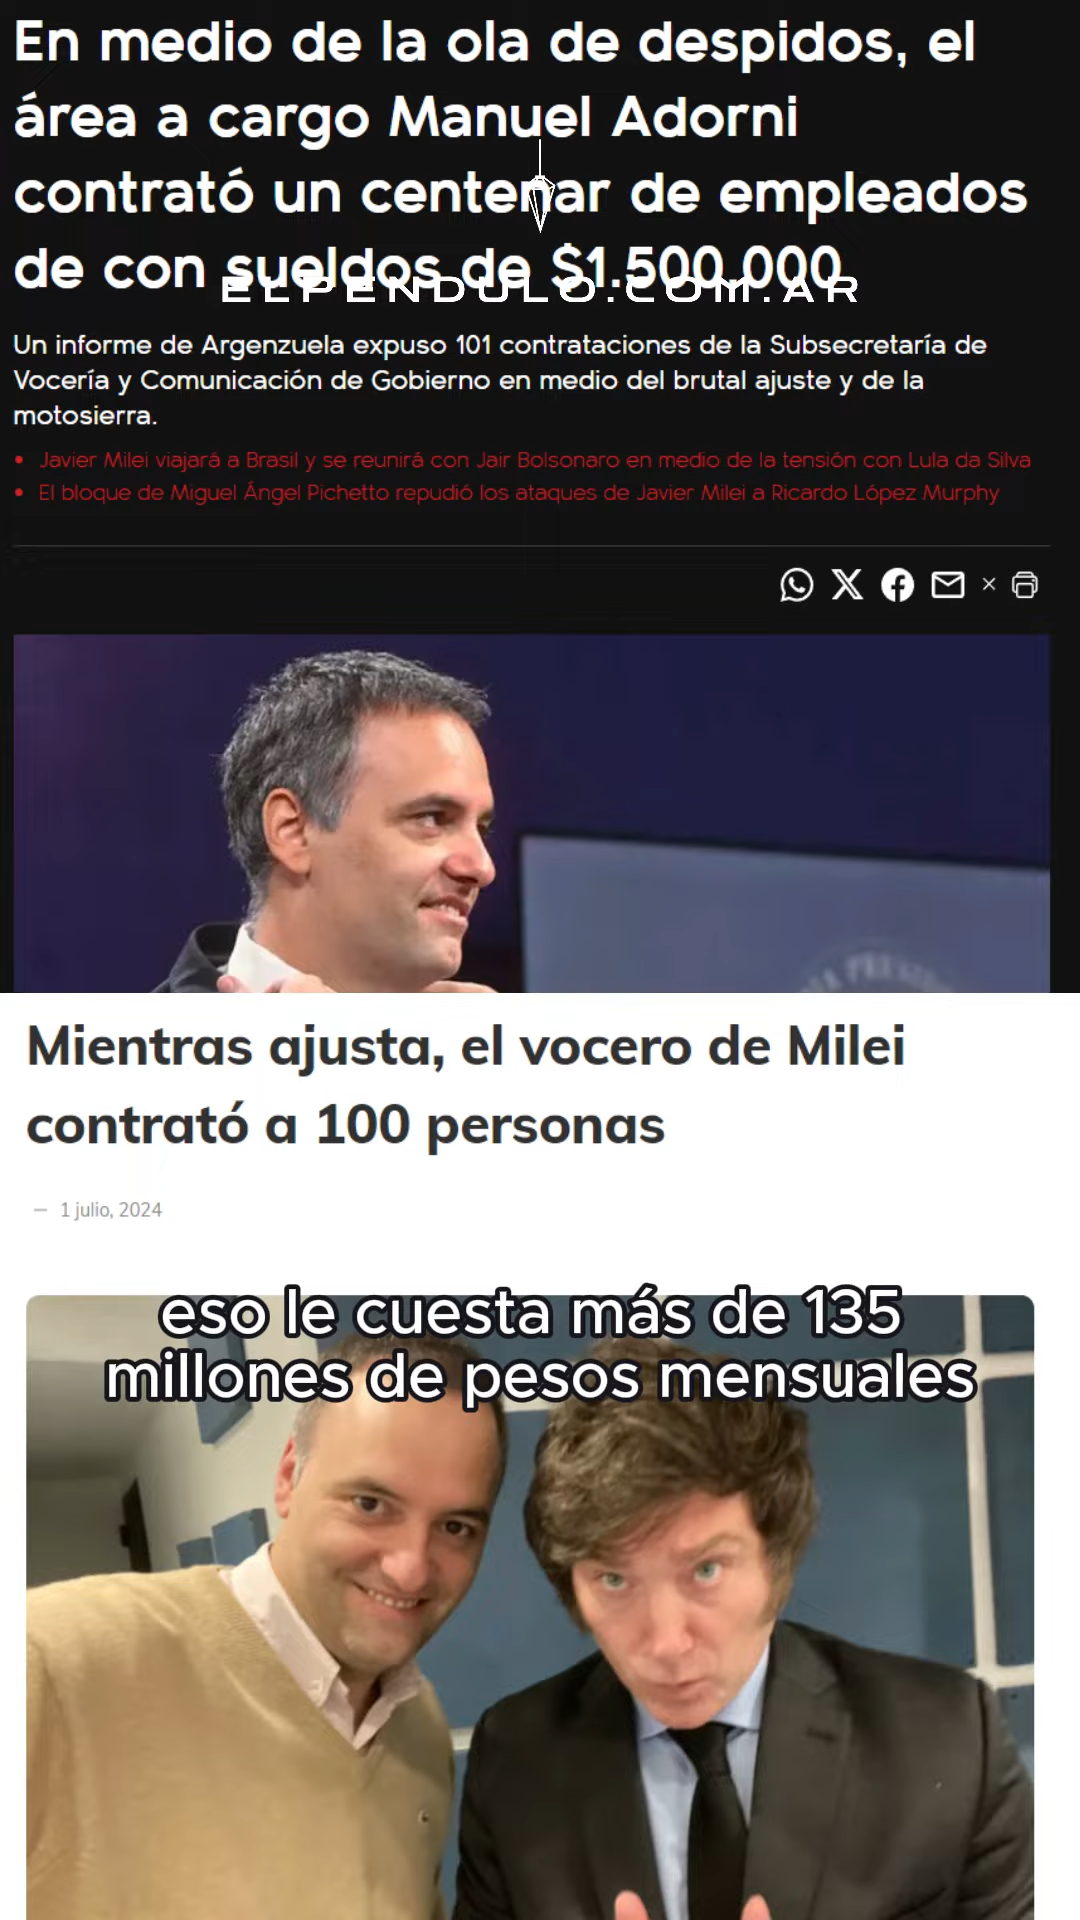 En medio de la ola de despidos, el
área a cargo Manuel Adorni
contrató un centenar de empleados
de con sueldos de $1.500.000
ELPENDULO.COM.AR
Un informe de Argenzuela expuso 101 contrataciones de la Subsecretaría de
Vocería y Comunicación de Gobierno en medio del brutal ajuste y de la
motosierra.
• Javier Milei viajará a Brasil y se reunirá con Jair Bolsonaro en medio de la tensión con Lula da Silva
• El bloque de Miguel Ángel Pichetto repudió los ataques de Javier Milei a Ricardo López Murphy
Mientras ajusta, el vocero de Milei
contrató a 100 personas
— 1 julio, 2024
eso le cuesta más de 135
millones de pesos mensuales